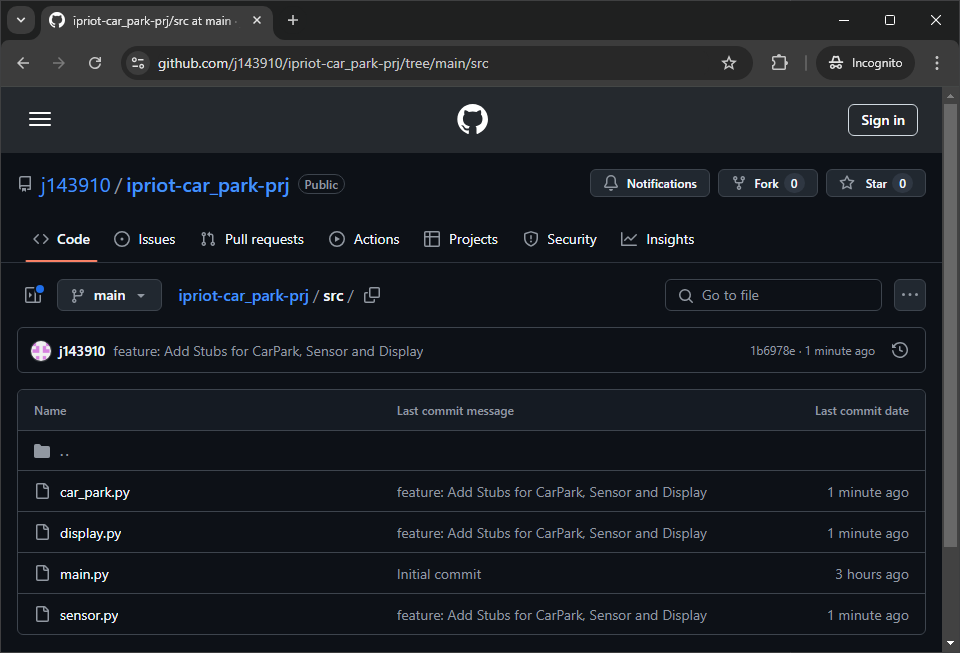 ipriot-car_park-prj/src at main ·
github.com/j143910/ipriot-car_park-prj/tree/main/src
Incognito
Sign in
j143910 / ipriot-car_park-prj Public
Notifications
Fork 0
Star 0
Code
Issues
Pull requests
Actions
Projects
Security
Insights
main
ipriot-car_park-prj / src /
Go to file
j143910 feature: Add Stubs for CarPark, Sensor and Display
1b6978e · 1 minute ago
Name Last commit message Last commit date
..
car_park.py feature: Add Stubs for CarPark, Sensor and Display 1 minute ago
display.py feature: Add Stubs for CarPark, Sensor and Display 1 minute ago
main.py Initial commit 3 hours ago
sensor.py feature: Add Stubs for CarPark, Sensor and Display 1 minute ago